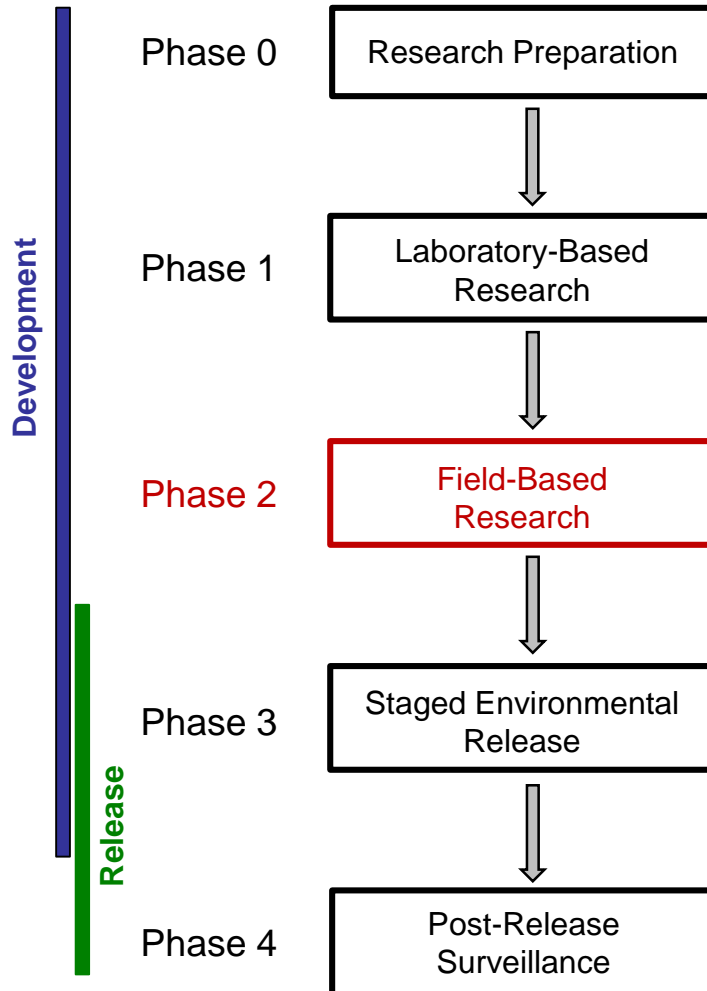 Phase 0
Research Preparation
Development
Phase 1
Laboratory-Based
Research
Phase 2
Field-Based
Research
Phase 3
Staged Environmental
Release
Release
Phase 4
Post-Release
Surveillance